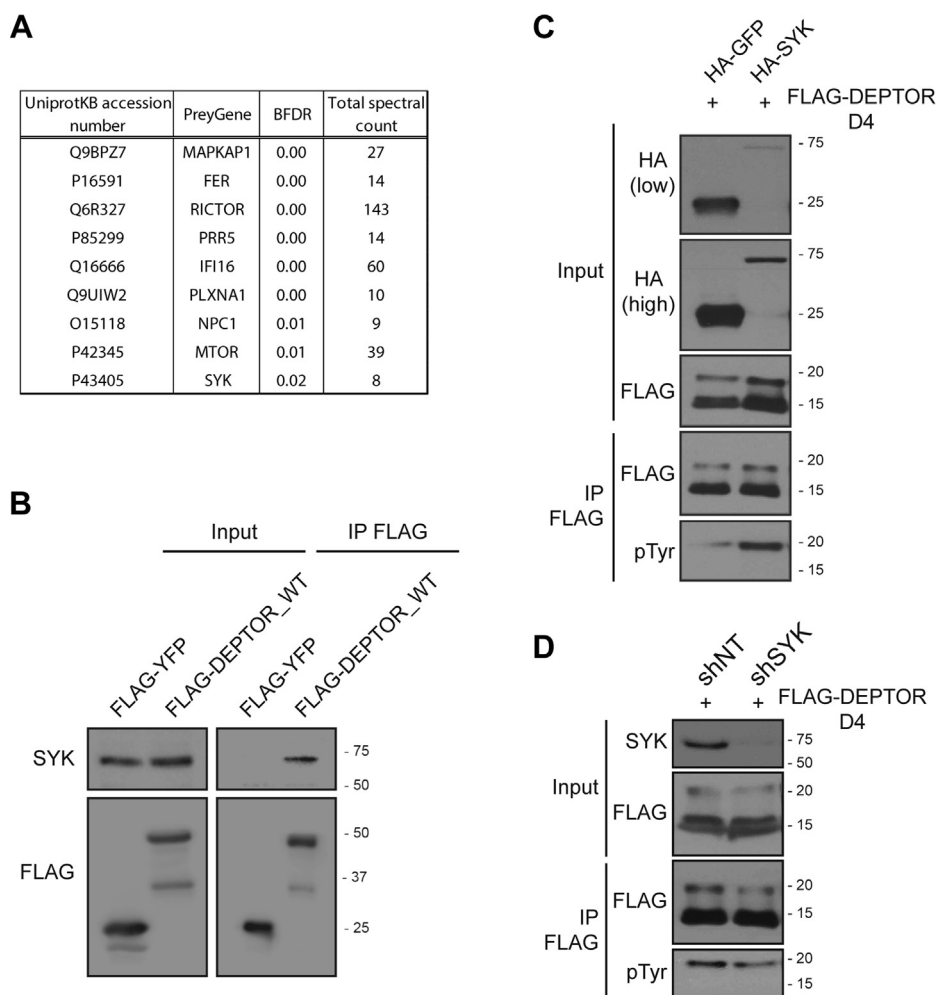 A
UniprotKB accession number PreyGene BFDR Total spectral count
Q9BPZ7 MAPKAP1 0.00 27
P16591 FER 0.00 14
Q6R327 RICTOR 0.00 143
P85299 PRR5 0.00 14
Q16666 IFI16 0.00 60
Q9UIW2 PLXNA1 0.00 10
O15118 NPC1 0.01 9
P42345 MTOR 0.01 39
P43405 SYK 0.02 8
B
Input IP FLAG
FLAG-YFP FLAG-DEPTOR_WT FLAG-YFP FLAG-DEPTOR_WT
SYK - 75
- 50
FLAG - 50
- 37
- 25
C
HA-GFP HA-SYK
+ + FLAG-DEPTOR
D4
Input
HA
(low)
- 75
- 25
HA
(high)
- 75
- 25
FLAG
- 20
- 15
IP
FLAG
FLAG
- 20
- 15
pTyr
- 20
- 15
D
shNT shSYK
+ + FLAG-DEPTOR
D4
Input
SYK
- 75
- 50
FLAG
- 20
- 15
IP
FLAG
FLAG
- 20
- 15
pTyr
- 20
- 15